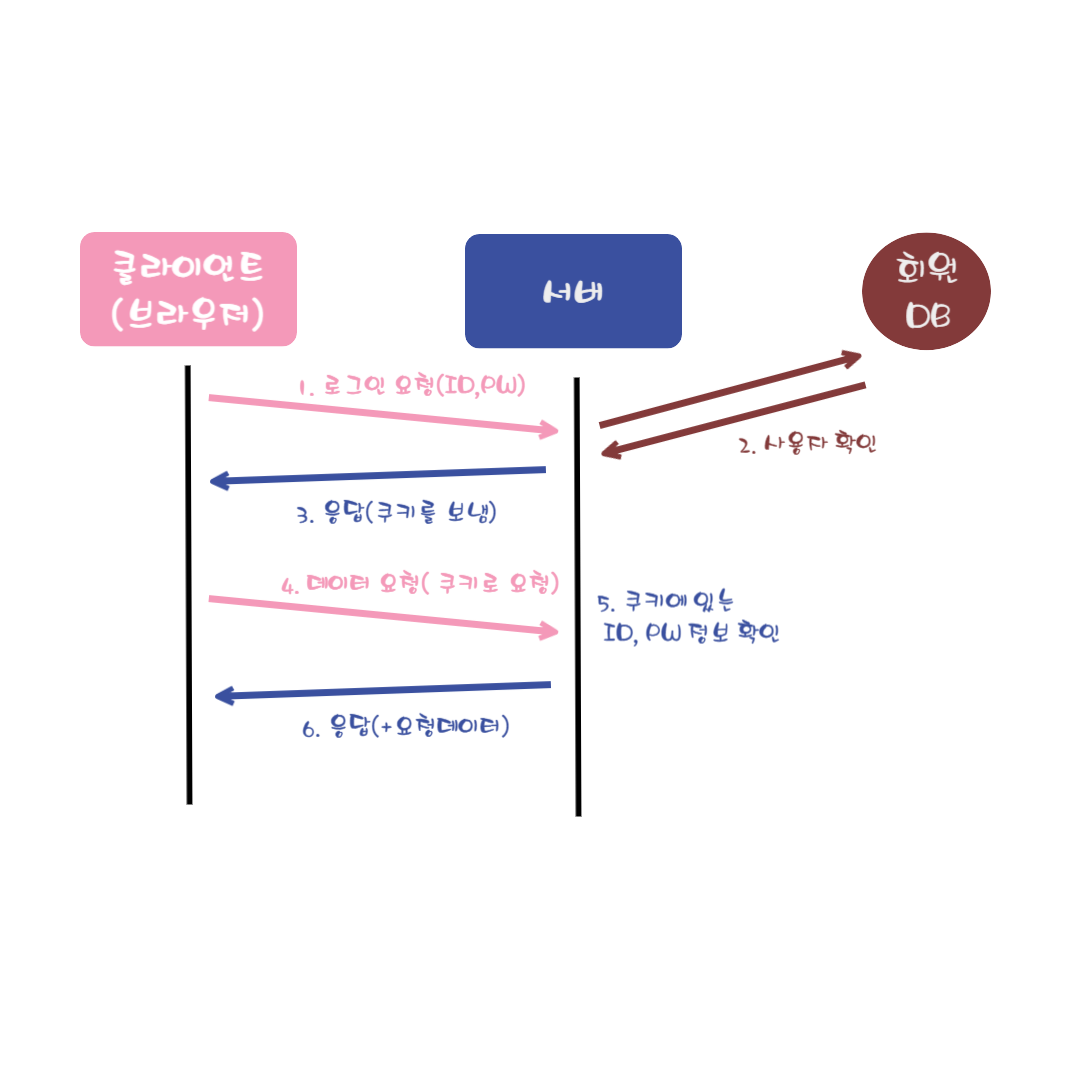 클라이언트
(브라우저)
서버
회원
DB
1. 로그인 요청(ID,PW)
2. 사용자 확인
3. 응답(쿠키를 보냄)
4. 데이터 요청( 쿠키로 요청)
5. 쿠키에 있는
ID, PW 정보 확인
6. 응답(+요청데이터)